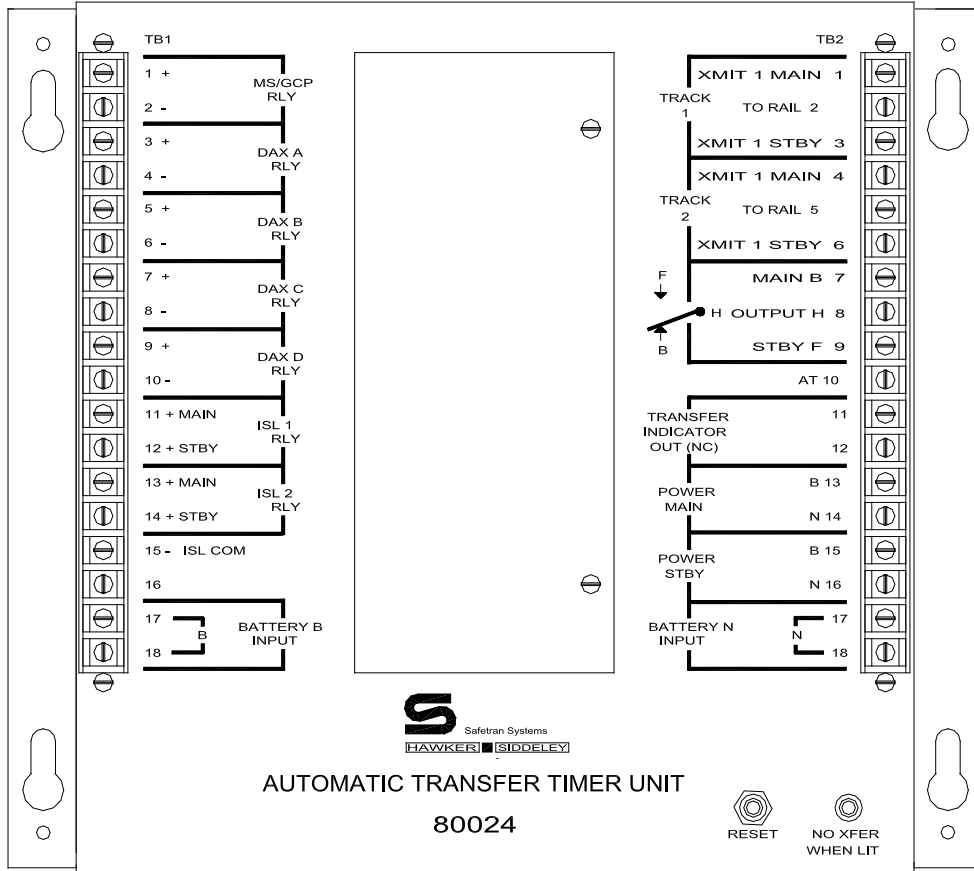 TB1
1 +
MS/GCP
RLY
2 -
3 +
DAX A
RLY
4 -
5 +
DAX B
RLY
6 -
7 +
DAX C
RLY
8 -
9 +
DAX D
RLY
10 -
11 + MAIN
ISL 1
RLY
12 + STBY
13 + MAIN
ISL 2
RLY
14 + STBY
15 - ISL COM
16
17
B
BATTERY B
INPUT
18
TB2
XMIT 1 MAIN 1
TRACK
1
TO RAIL 2
XMIT 1 STBY 3
XMIT 1 MAIN 4
TRACK
2
TO RAIL 5
XMIT 1 STBY 6
F
MAIN B 7
H OUTPUT H 8
B
STBY F 9
AT 10
TRANSFER
INDICATOR
OUT (NC)
11
12
POWER
MAIN
B 13
N 14
POWER
STBY
B 15
N 16
BATTERY N
INPUT
N
17
18
S
Safetran Systems
HAWKER SIDDELEY
AUTOMATIC TRANSFER TIMER UNIT
80024
RESET
NO XFER
WHEN LIT